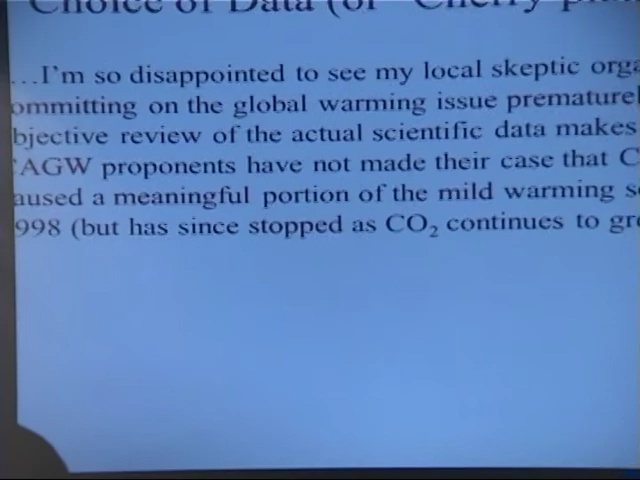 Choice of Data (or "Cherry
…I'm so disappointed to see my local skeptic orga
ommitting on the global warming issue prematurel
bjective review of the actual scientific data makes
'AGW proponents have not made their case that C
aused a meaningful portion of the mild warming s
998 (but has since stopped as CO₂ continues to gr